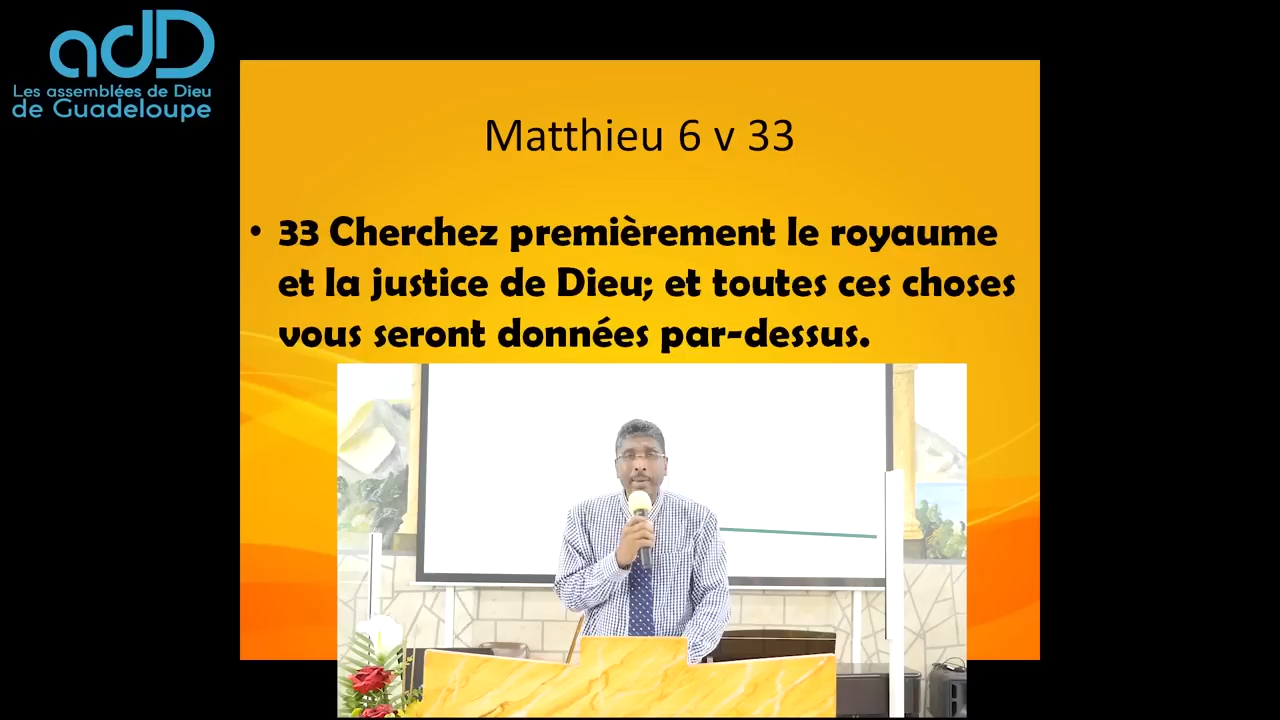 adD
Les assemblées de Dieu
de Guadeloupe
Matthieu 6 v 33
• 33 Cherchez premièrement le royaume
et la justice de Dieu; et toutes ces choses
vous seront données par-dessus.